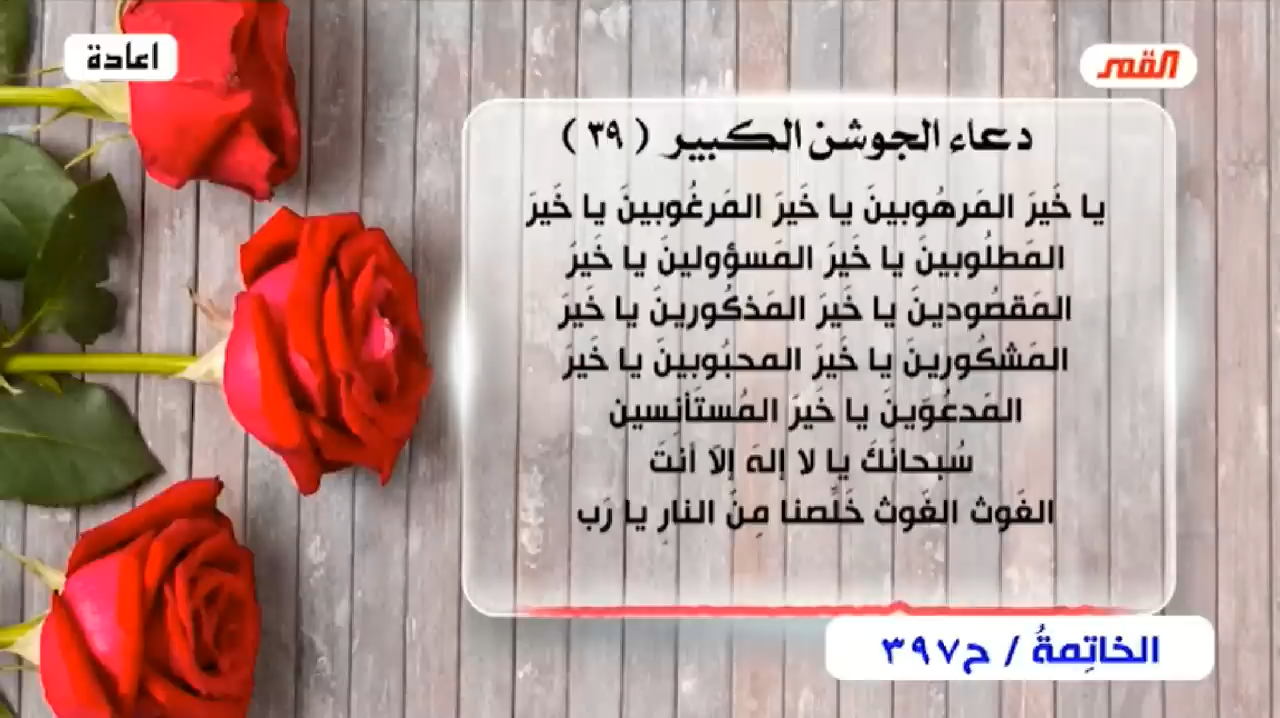 اعادة
القمر
دعاء الجوشن الكبير ( ٣٩ )
يا خَيرَ المَرهُوبينَ يا خَيرَ المَرغُوبينَ يا خَيرَ
المَطلُوبينَ يا خَيرَ المَسؤولينَ يا خَيرَ
المَقصُودينَ يا خَيرَ المَذكُورينَ يا خَيرَ
المَشكُورينَ يا خَيرَ المحبُوبينَ يا خَيرَ
المَدعُوّينَ يا خَيرَ المُستَأنسين
سُبحانَكَ يا لا إلهَ إلاّ أنتَ
الغَوث الغَوث خَلِّصنا مِنَ النارِ يا رَب
الخاتِمةُ / ح٣٩٧